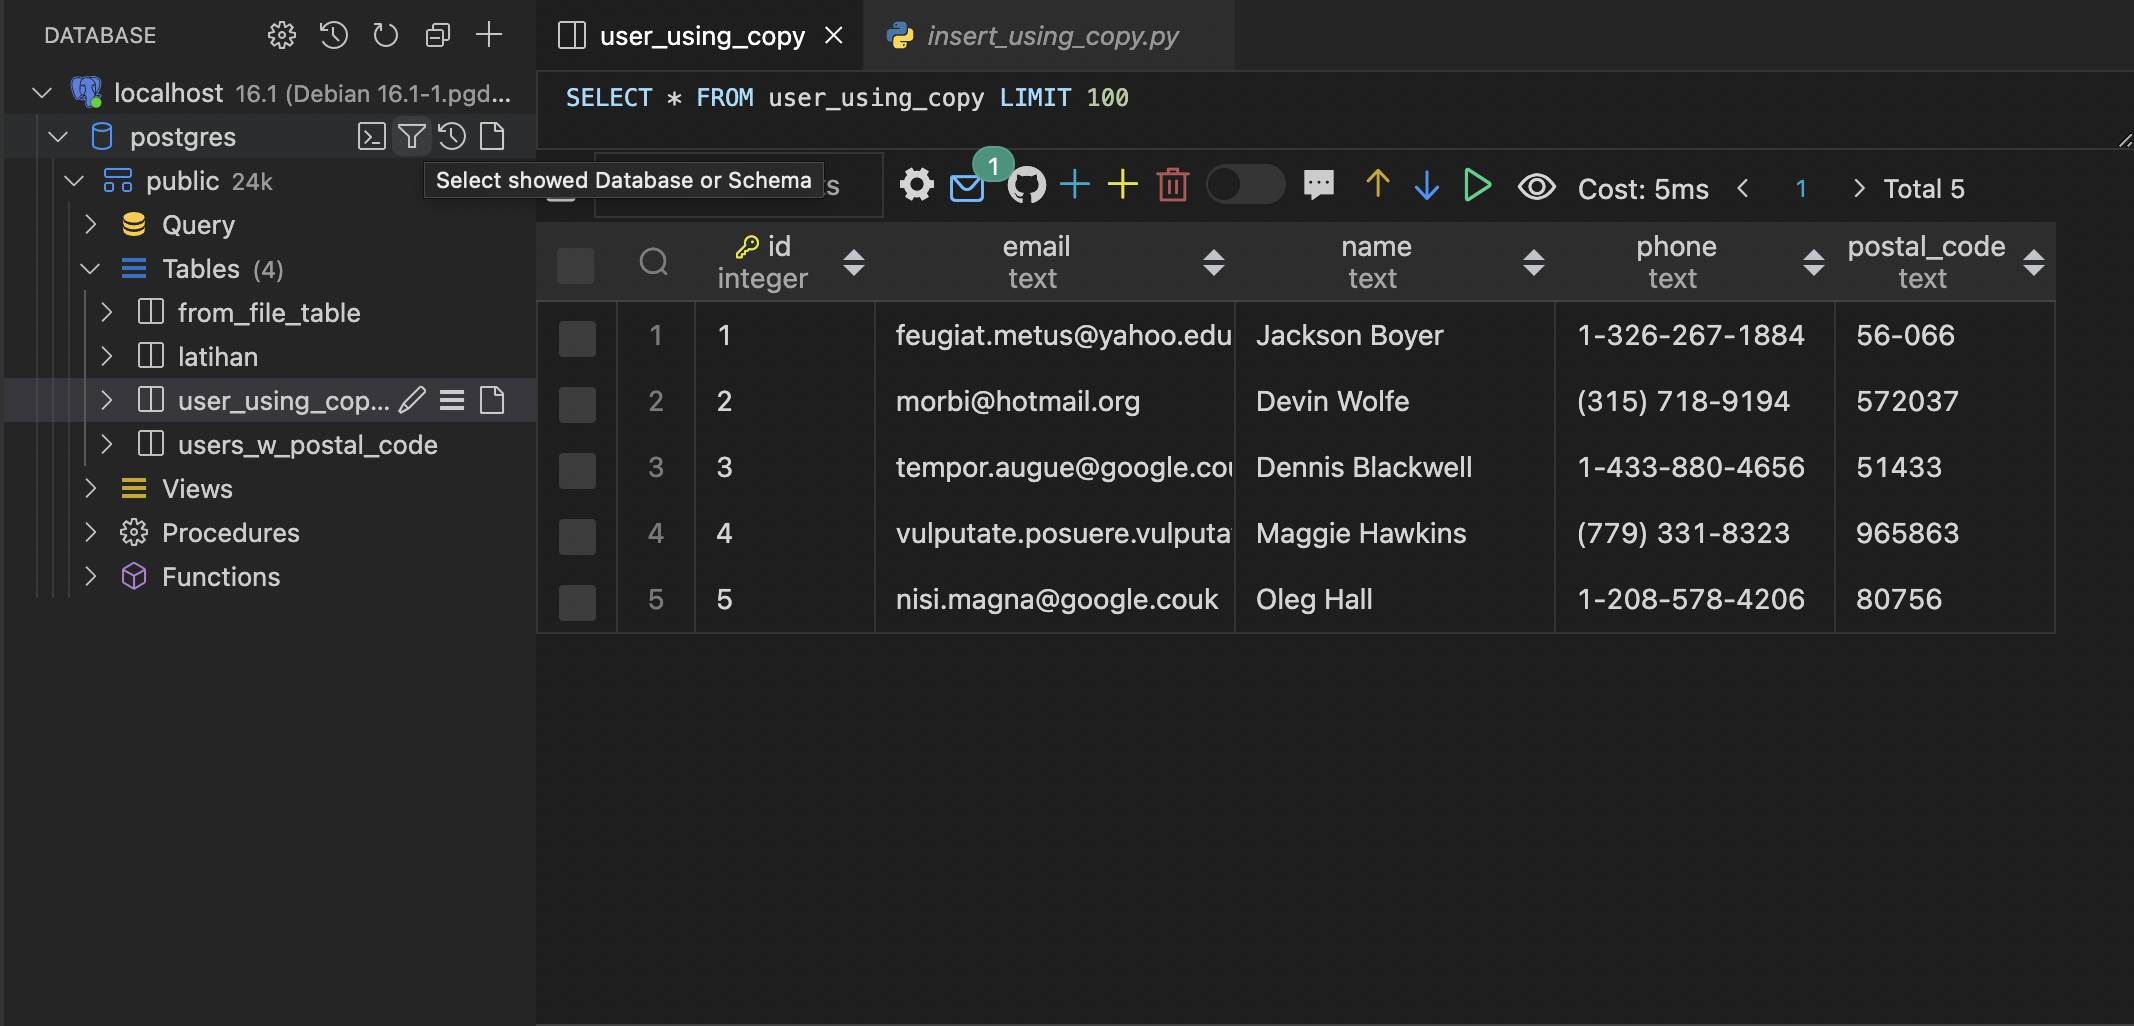 DATABASE
user_using_copy
insert_using_copy.py
localhost 16.1 (Debian 16.1-1.pgd...
SELECT * FROM user_using_copy LIMIT 100
postgres
public 24k
Select showed Database or Schema
1
Cost: 5ms
1
Total 5
Query
Tables (4)
from_file_table
latihan
user_using_cop...
users_w_postal_code
Views
Procedures
Functions
id email name phone postal_code
integer text text text text
1 1 feugiat.metus@yahoo.edu Jackson Boyer 1-326-267-1884 56-066
2 2 morbi@hotmail.org Devin Wolfe (315) 718-9194 572037
3 3 tempor.augue@google.cou Dennis Blackwell 1-433-880-4656 51433
4 4 vulputate.posuere.vulputa Maggie Hawkins (779) 331-8323 965863
5 5 nisi.magna@google.couk Oleg Hall 1-208-578-4206 80756